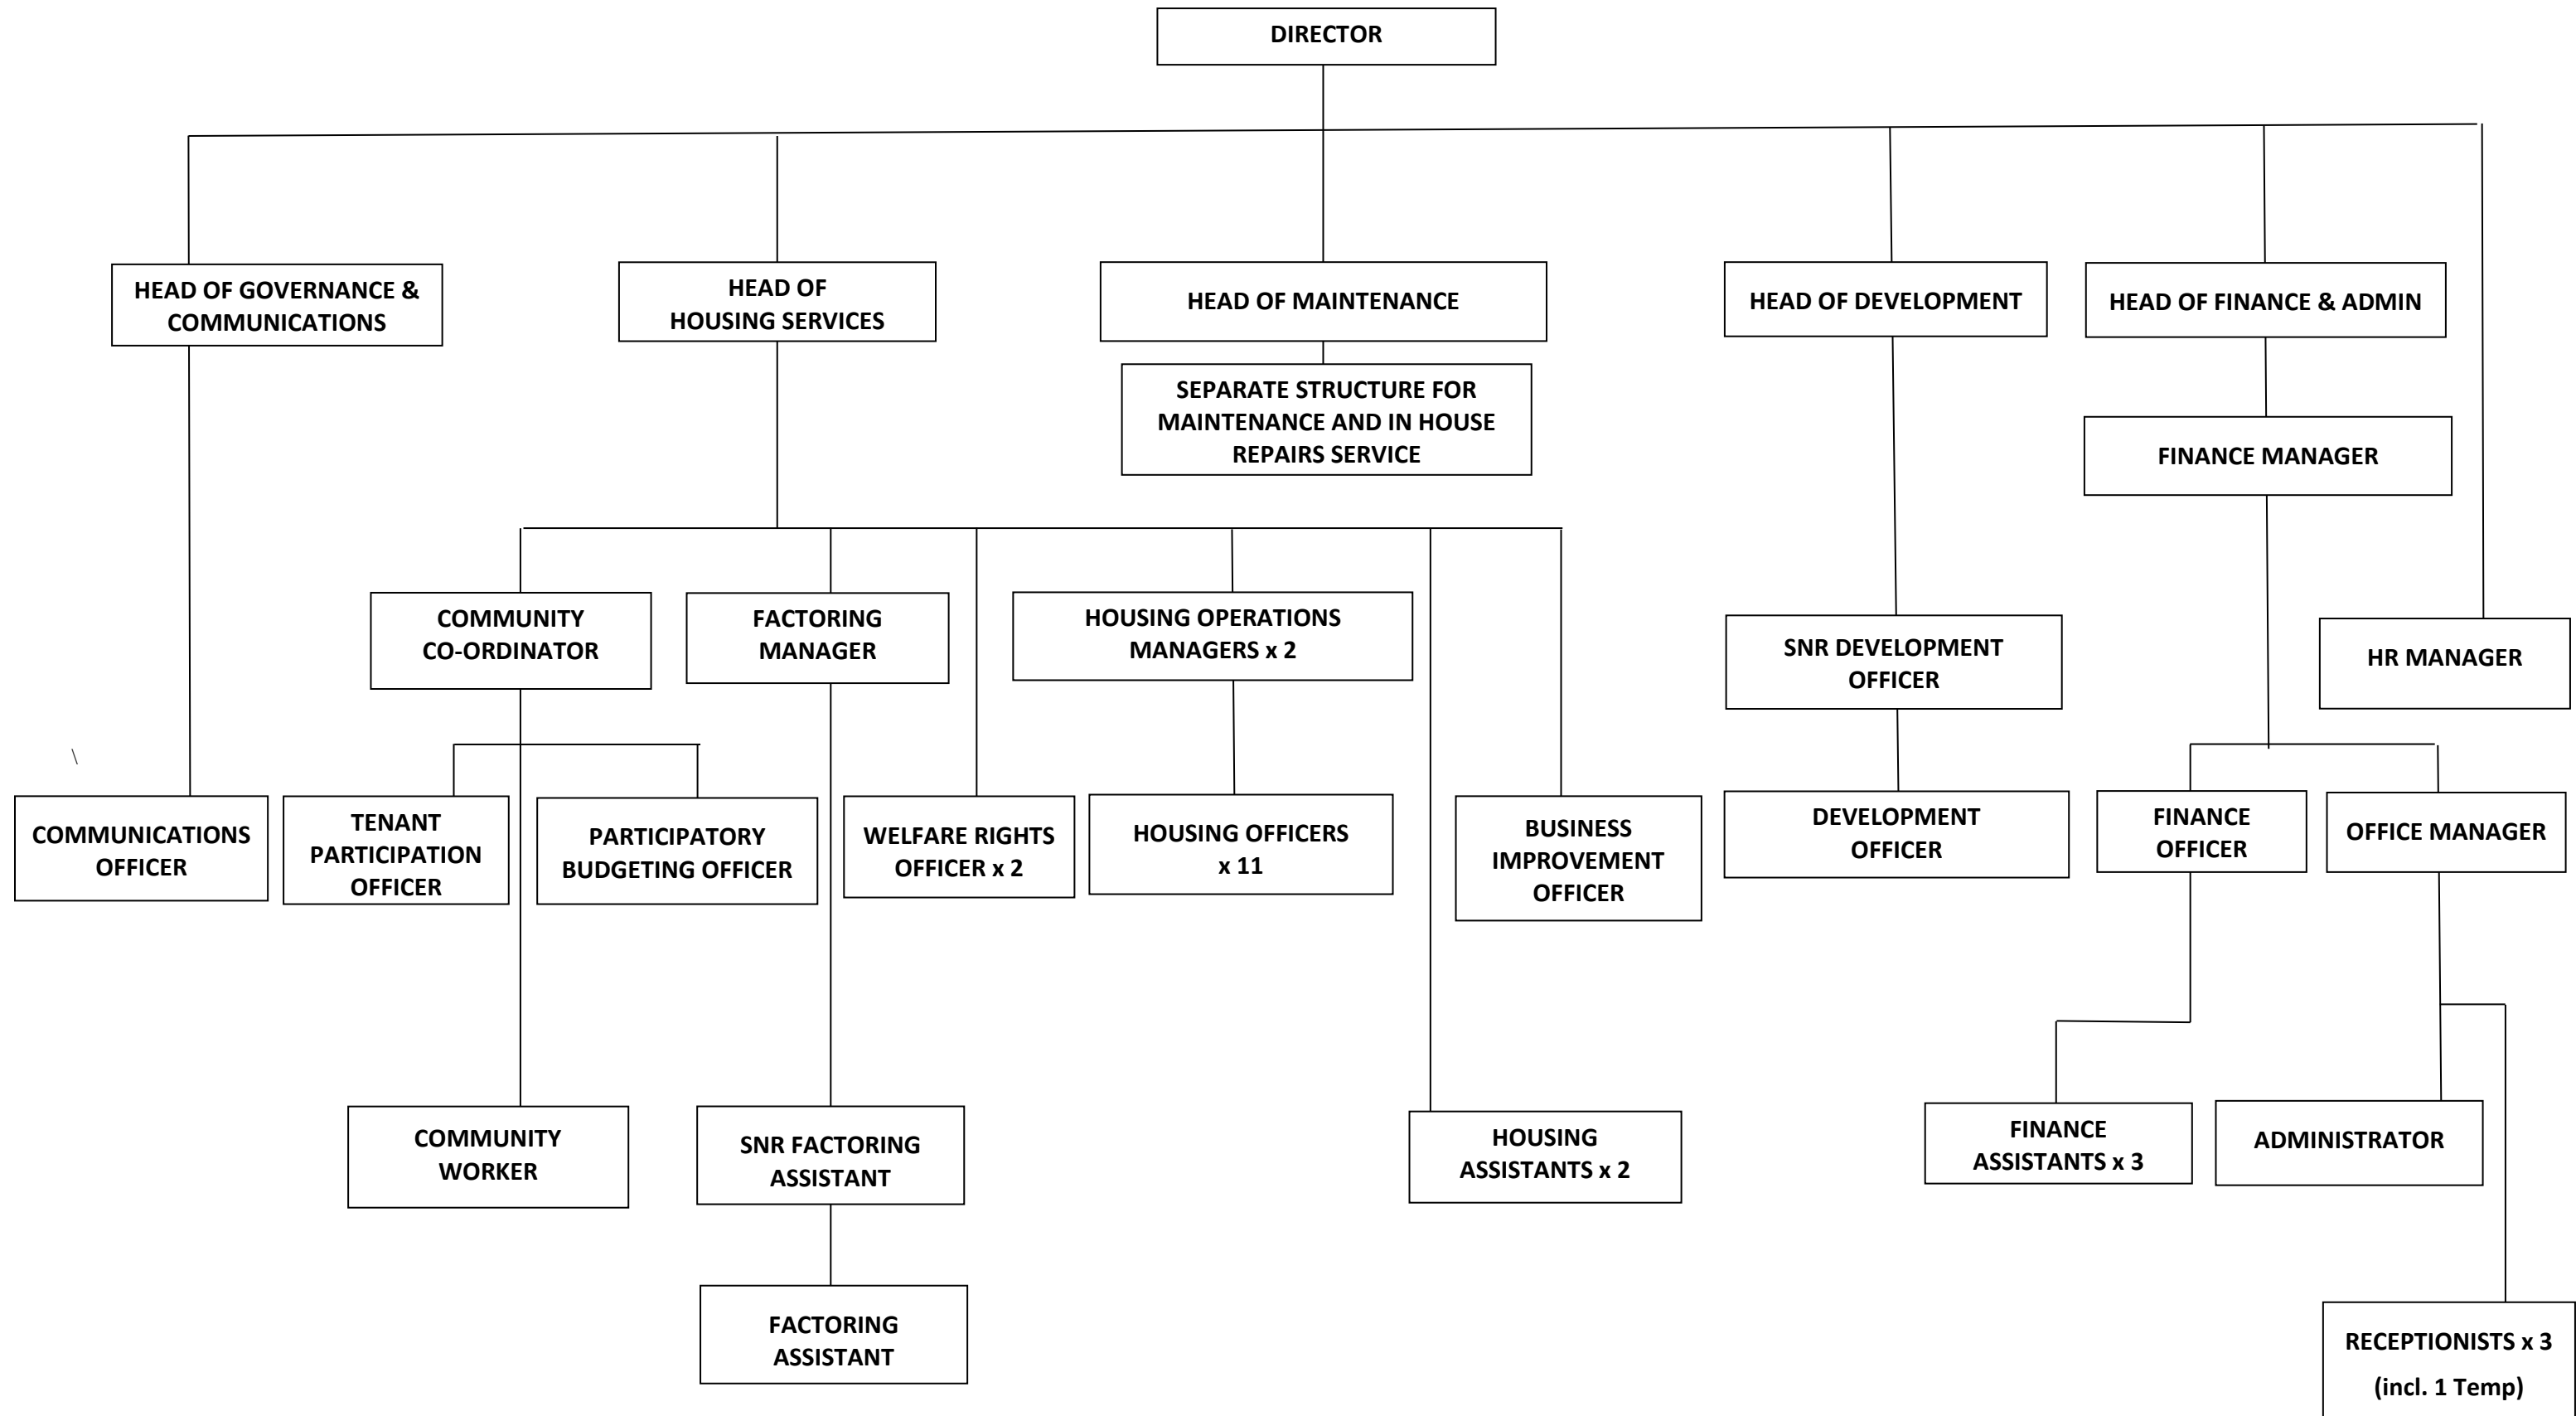 DIRECTOR
HEAD OF GOVERNANCE &
COMMUNICATIONS
HEAD OF
HOUSING SERVICES
HEAD OF MAINTENANCE
HEAD OF DEVELOPMENT
HEAD OF FINANCE & ADMIN
SEPARATE STRUCTURE FOR
MAINTENANCE AND IN HOUSE
REPAIRS SERVICE
FINANCE MANAGER
COMMUNITY
CO-ORDINATOR
FACTORING
MANAGER
HOUSING OPERATIONS
MANAGERS x 2
SNR DEVELOPMENT
OFFICER
HR MANAGER
\
COMMUNICATIONS
OFFICER
TENANT
PARTICIPATION
OFFICER
PARTICIPATORY
BUDGETING OFFICER
WELFARE RIGHTS
OFFICER x 2
HOUSING OFFICERS
x 11
BUSINESS
IMPROVEMENT
OFFICER
DEVELOPMENT
OFFICER
FINANCE
OFFICER
OFFICE MANAGER
COMMUNITY
WORKER
SNR FACTORING
ASSISTANT
HOUSING
ASSISTANTS x 2
FINANCE
ASSISTANTS x 3
ADMINISTRATOR
FACTORING
ASSISTANT
RECEPTIONISTS x 3
(incl. 1 Temp)